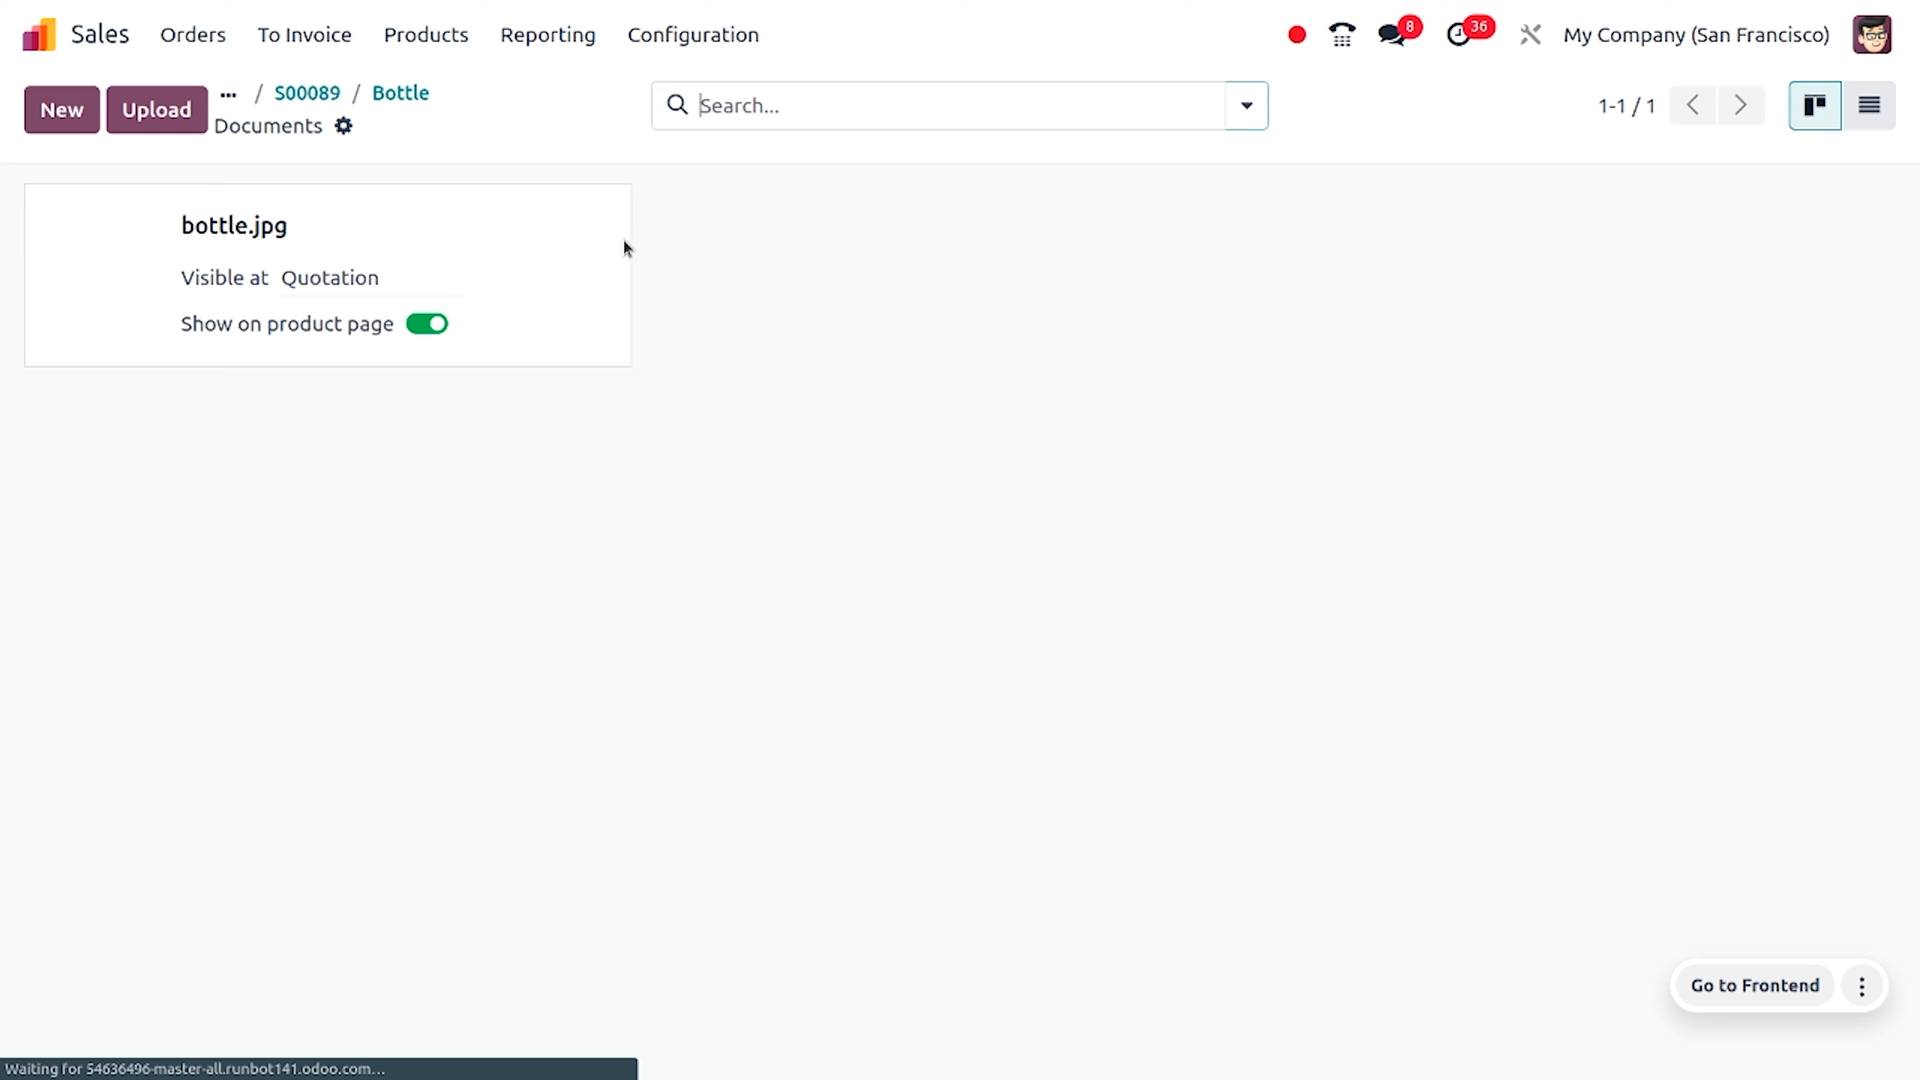 Sales Orders To Invoice Products Reporting Configuration 8 36 My Company (San Francisco)
New Upload ... / S00089 / Bottle
Documents
Search...
1-1 / 1
bottle.jpg
Visible at Quotation
Show on product page
Go to Frontend
Waiting for 54636496-master-all.runbot141.odoo.com...